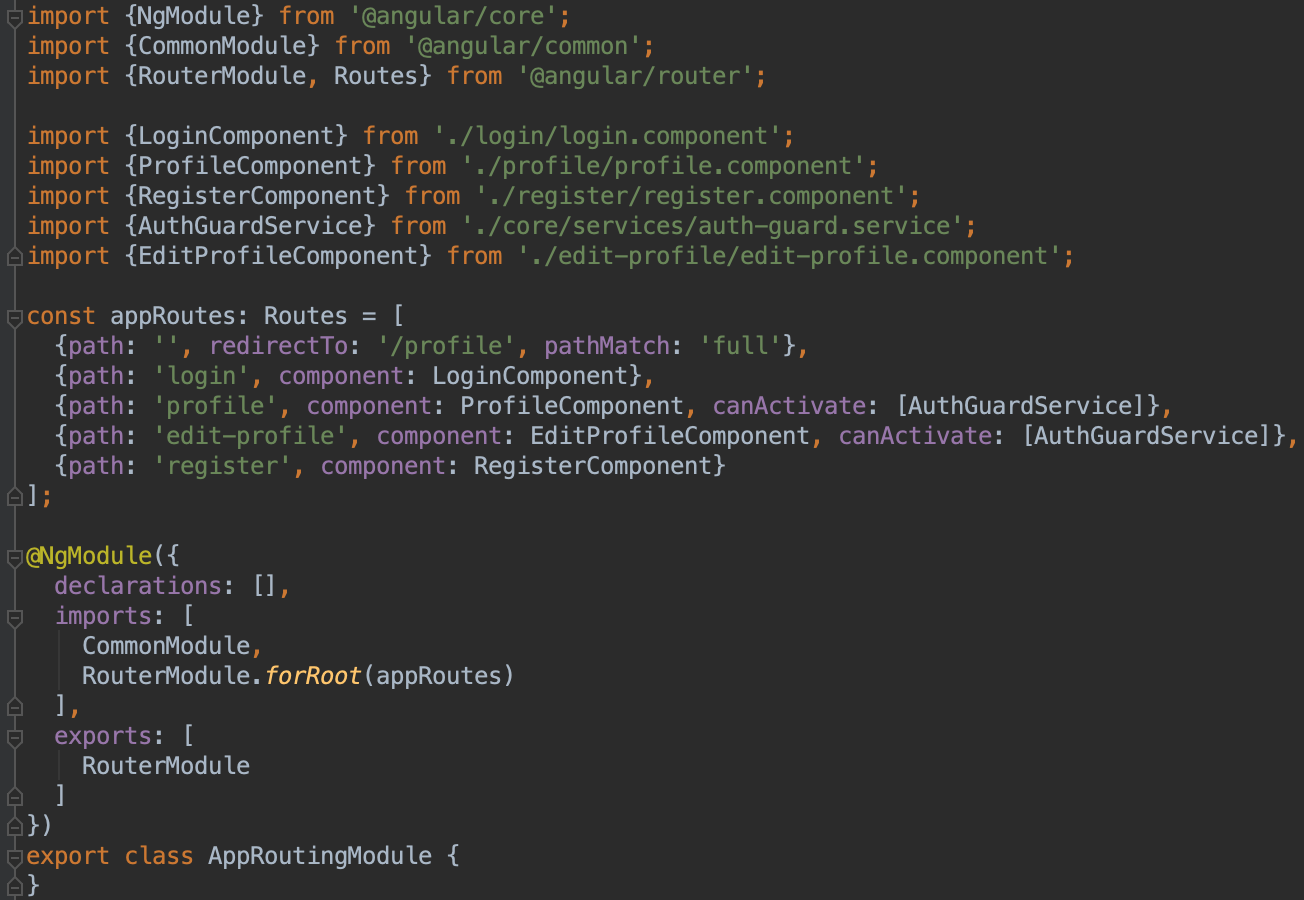 import {NgModule} from '@angular/core';
import {CommonModule} from '@angular/common';
import {RouterModule, Routes} from '@angular/router';

import {LoginComponent} from './login/login.component';
import {ProfileComponent} from './profile/profile.component';
import {RegisterComponent} from './register/register.component';
import {AuthGuardService} from './core/services/auth-guard.service';
import {EditProfileComponent} from './edit-profile/edit-profile.component';

const appRoutes: Routes = [
  {path: '', redirectTo: '/profile', pathMatch: 'full'},
  {path: 'login', component: LoginComponent},
  {path: 'profile', component: ProfileComponent, canActivate: [AuthGuardService]},
  {path: 'edit-profile', component: EditProfileComponent, canActivate: [AuthGuardService]},
  {path: 'register', component: RegisterComponent}
];

@NgModule({
  declarations: [],
  imports: [
    CommonModule,
    RouterModule.forRoot(appRoutes)
  ],
  exports: [
    RouterModule
  ]
})
export class AppRoutingModule {
}